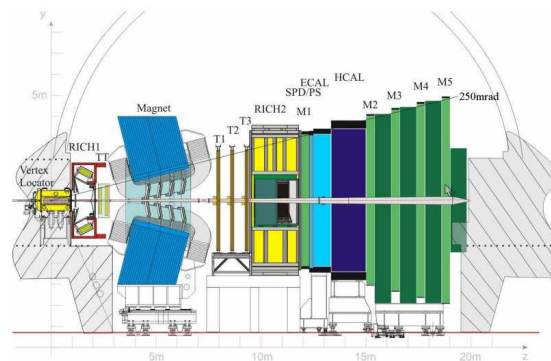 y
5m
Magnet
RICH1
TT
Vertex
Locator
T1
T2
T3
RICH2
SPD/PS
M1
ECAL
HCAL
M2
M3
M4
M5
250mrad
5m
10m
15m
20m
z